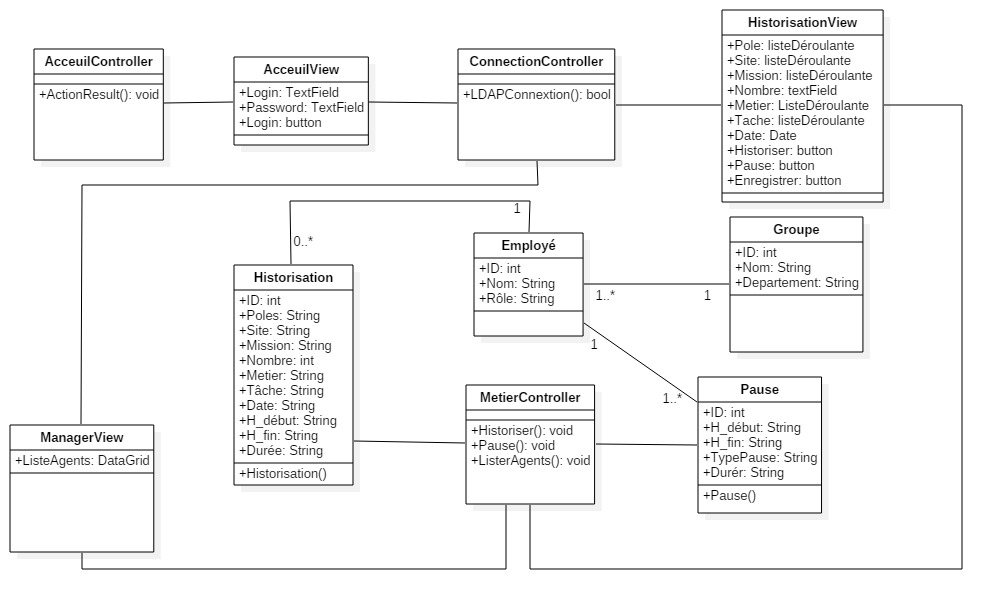 AcceuilController
+ActionResult(): void
AcceuilView
+Login: TextField
+Password: TextField
+Login: button
ConnectionController
+LDAPConnextion(): bool
HistorisationView
+Pole: listeDéroulante
+Site: listeDéroulante
+Mission: listeDéroulante
+Nombre: textField
+Metier: ListeDéroulante
+Tache: listeDéroulante
+Date: Date
+Historiser: button
+Pause: button
+Enregistrer: button
1
0..*
Employé
+ID: int
+Nom: String
+Rôle: String
1..*
1
Groupe
+ID: int
+Nom: String
+Departement: String
Historisation
+ID: int
+Poles: String
+Site: String
+Mission: String
+Nombre: int
+Metier: String
+Tâche: String
+Date: String
+H_début: String
+H_fin: String
+Durée: String
+Historisation()
1
1..*
MetierController
+Historiser(): void
+Pause(): void
+ListerAgents(): void
Pause
+ID: int
+H_début: String
+H_fin: String
+TypePause: String
+Durér: String
+Pause()
ManagerView
+ListeAgents: DataGrid